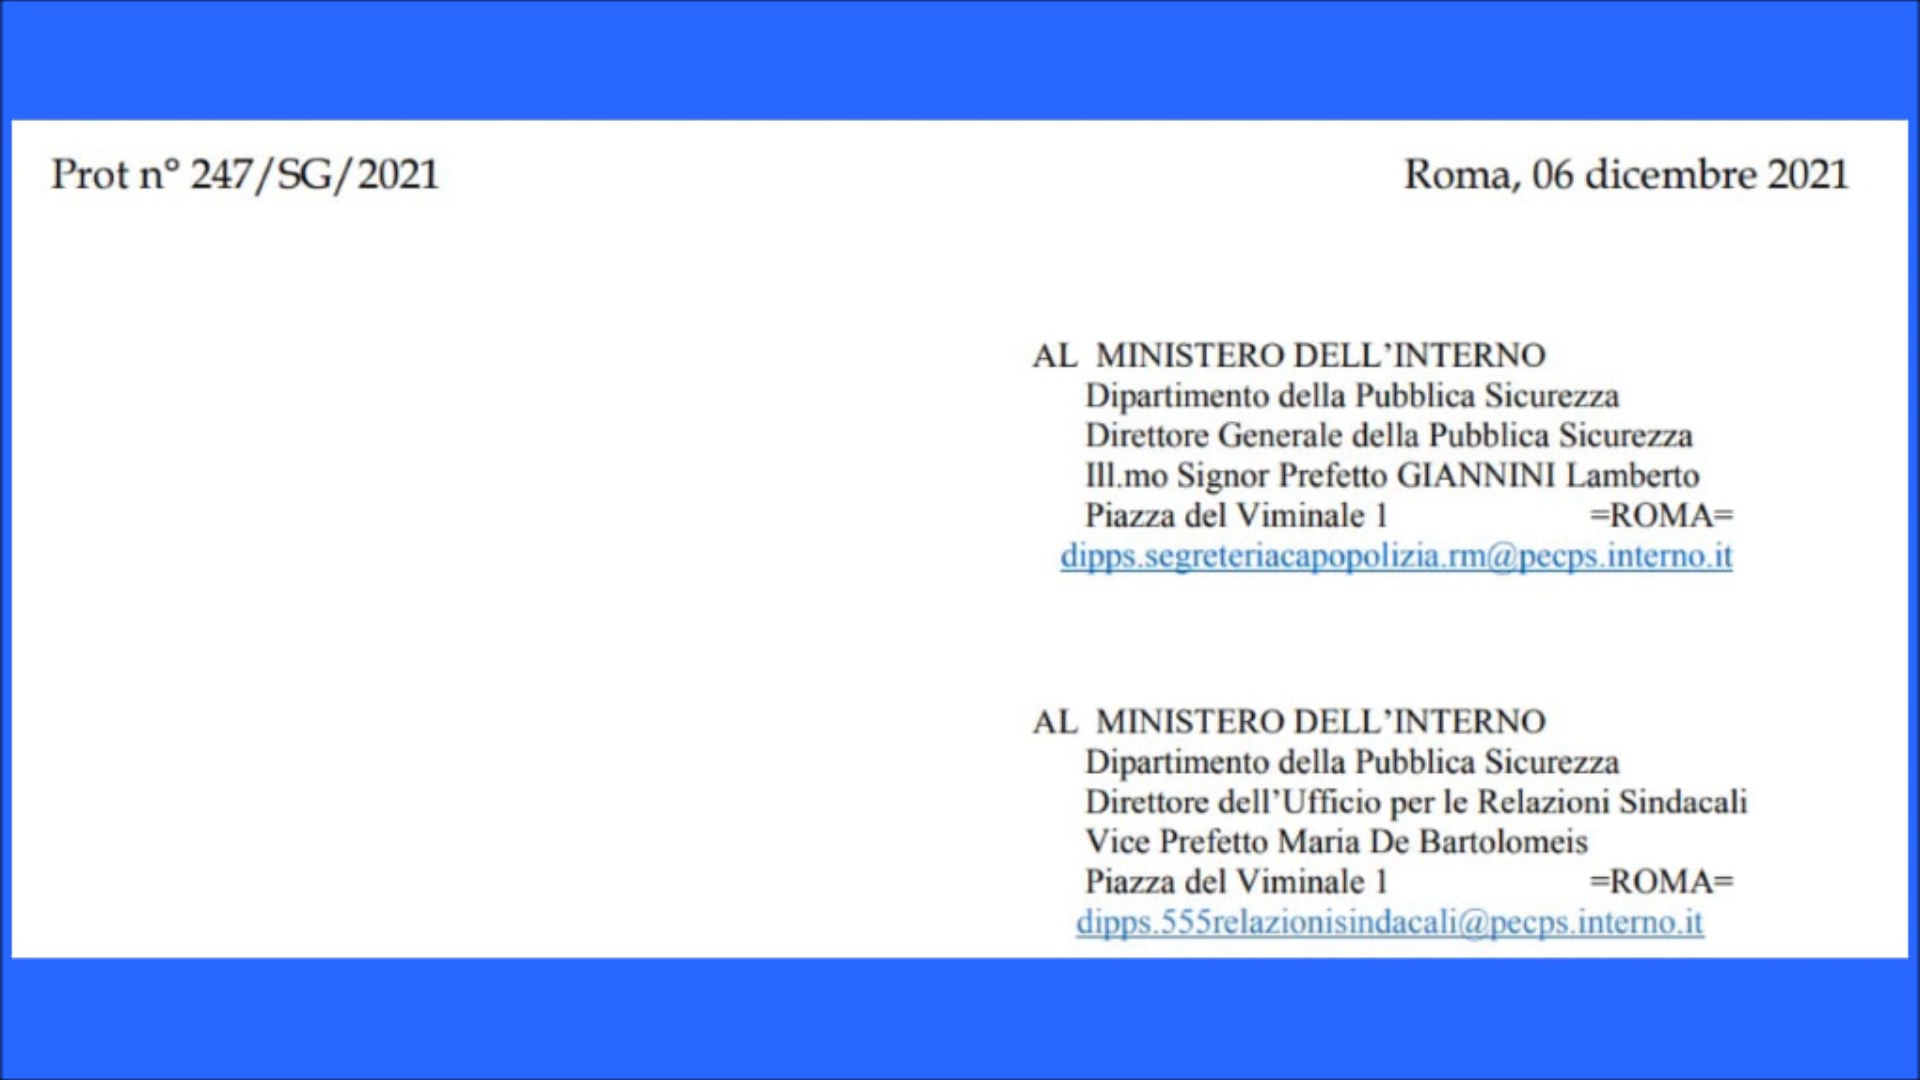 Prot n° 247/SG/2021
Roma, 06 dicembre 2021
AL MINISTERO DELL’INTERNO
Dipartimento della Pubblica Sicurezza
Direttore Generale della Pubblica Sicurezza
Ill.mo Signor Prefetto GIANNINI Lamberto
Piazza del Viminale 1 =ROMA=
dipps.segreteriacapopolizia.rm@pecps.interno.it
AL MINISTERO DELL’INTERNO
Dipartimento della Pubblica Sicurezza
Direttore dell’Ufficio per le Relazioni Sindacali
Vice Prefetto Maria De Bartolomeis
Piazza del Viminale 1 =ROMA=
dipps.555relazionisindacali@pecps.interno.it